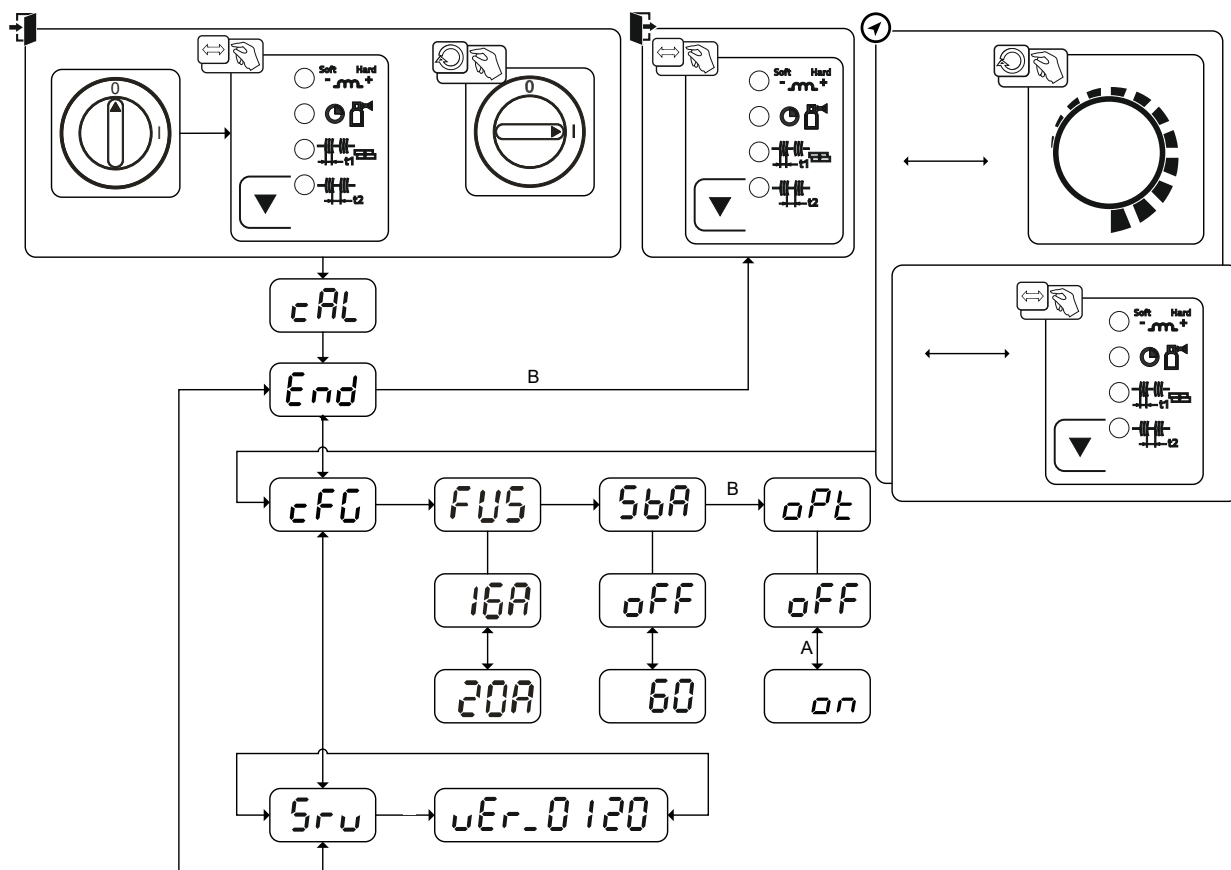 0
I
Soft Hard
- +
t1
t2
0
I
Soft Hard
- +
t1
t2
Soft Hard
- +
t1
t2
cAL
End
B
cFG
FUS
SbA
B
oPt
16A
oFF
oFF
A
20A
60
on
Sru
vEr_0120